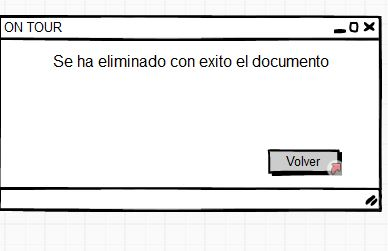 ON TOUR
Se ha eliminado con exito el documento
Volver